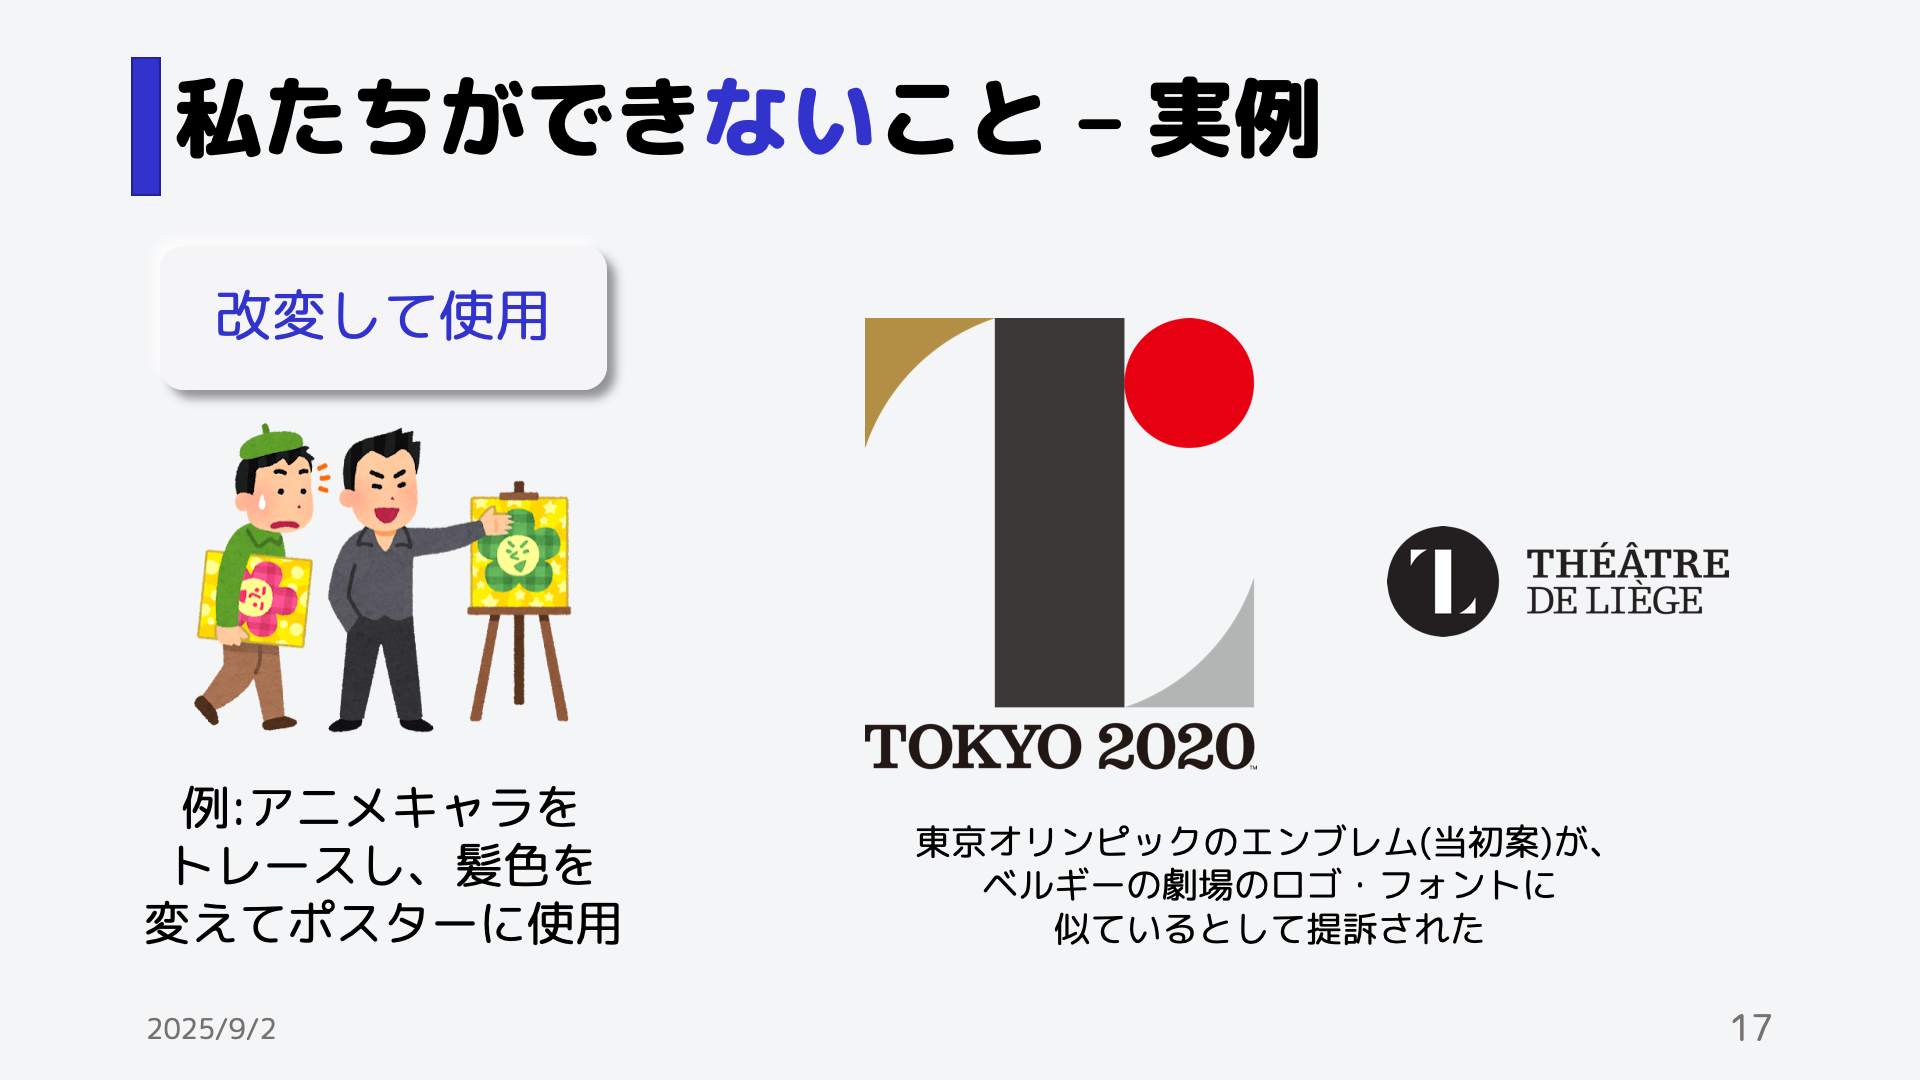 私たちができないこと – 実例
改変して使用
例:アニメキャラを
トレースし、髪色を
変えてポスターに使用
TOKYO 2020
™
THÉÂTRE
DE LIÈGE
東京オリンピックのエンブレム(当初案)が、
ベルギーの劇場のロゴ・フォントに
似ているとして提訴された
2025/9/2
17